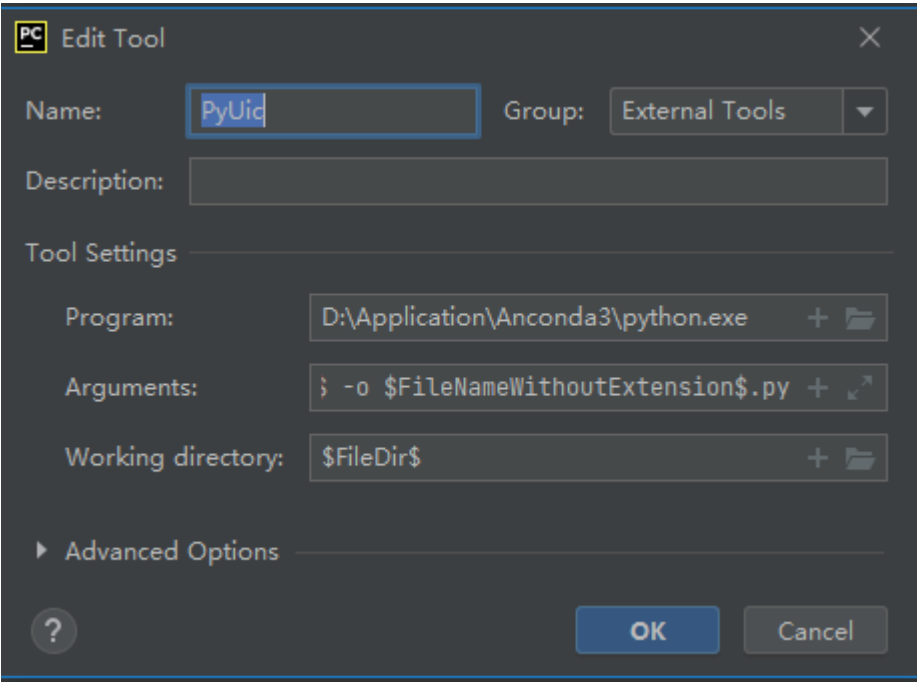 PC Edit Tool
Name: PyUic Group: External Tools
Description:
Tool Settings
Program: D:\Application\Anconda3\python.exe
Arguments: $ -o $FileNameWithoutExtension$.py
Working directory: $FileDir$
Advanced Options
? OK Cancel